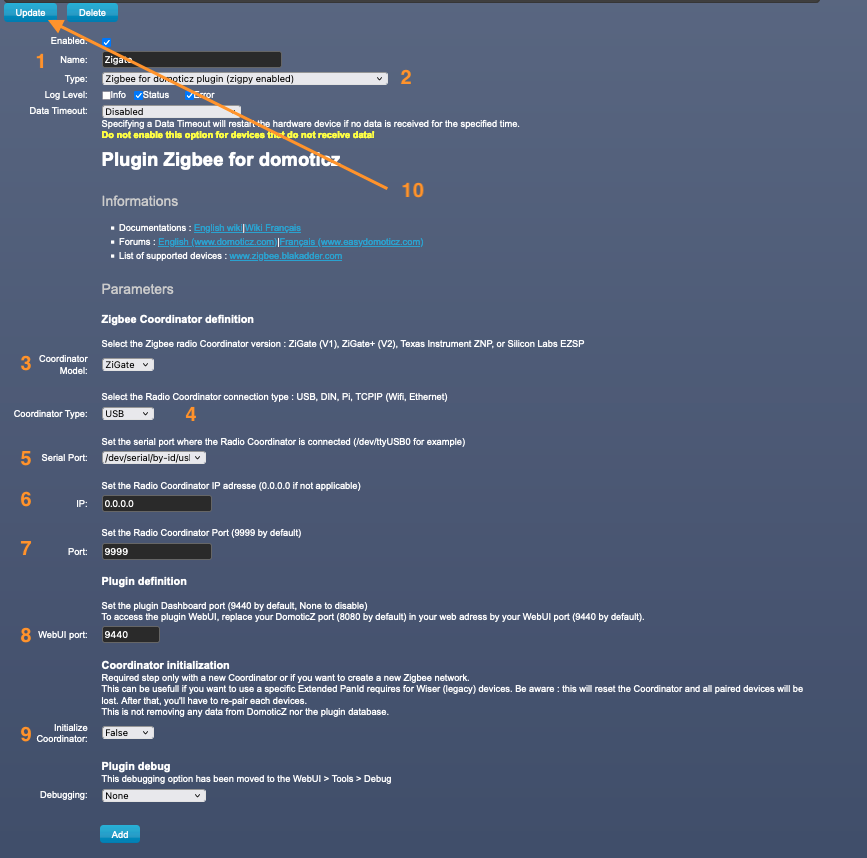 Update Delete
Enabled:
1 Name: Zigate
Type: Zigbee for domoticz plugin (zigpy enabled) 2
Log Level: Info Status Error
Data Timeout: Disabled
Specifying a Data Timeout will restart the hardware device if no data is received for the specified time.
Do not enable this option for devices that do not receive data!
Plugin Zigbee for domoticz
10
Informations
Documentations : English wiki|Wiki Français
Forums : English (www.domoticz.com)|Français (www.easydomoticz.com)
List of supported devices : www.zigbee.blakadder.com
Parameters
Zigbee Coordinator definition
Select the Zigbee radio Coordinator version : ZiGate (V1), ZiGate+ (V2), Texas Instrument ZNP, or Silicon Labs EZSP
3 Coordinator
Model: ZiGate
Select the Radio Coordinator connection type : USB, DIN, Pi, TCPIP (Wifi, Ethernet)
Coordinator Type: USB 4
Set the serial port where the Radio Coordinator is connected (/dev/ttyUSB0 for example)
5 Serial Port: /dev/serial/by-id/usl
Set the Radio Coordinator IP adresse (0.0.0.0 if not applicable)
6 IP: 0.0.0.0
Set the Radio Coordinator Port (9999 by default)
7 Port: 9999
Plugin definition
Set the plugin Dashboard port (9440 by default, None to disable)
To access the plugin WebUI, replace your DomoticZ port (8080 by default) in your web adress by your WebUI port (9440 by default).
8 WebUI port: 9440
Coordinator initialization
Required step only with a new Coordinator or if you want to create a new Zigbee network.
This can be usefull if you want to use a specific Extended PanId requires for Wiser (legacy) devices. Be aware : this will reset the Coordinator and all paired devices will be
lost. After that, you'll have to re-pair each devices.
This is not removing any data from DomoticZ nor the plugin database.
9 Initialize
Coordinator: False
Plugin debug
This debugging option has been moved to the WebUI > Tools > Debug
Debugging: None
Add